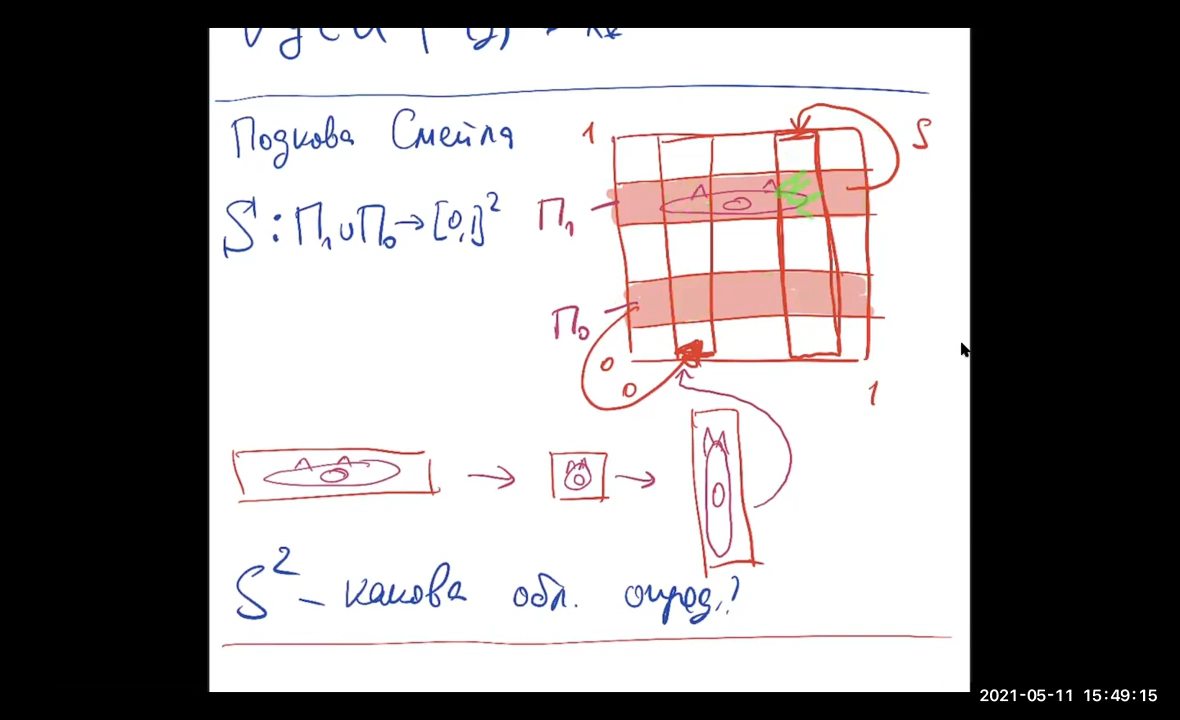 Подкова Смейла
1
S
S : П₁∪П₀→[0,1]²
П₁
П₀
0
0
1
S² – какова обл. опред.?
2021-05-11 15:49:15